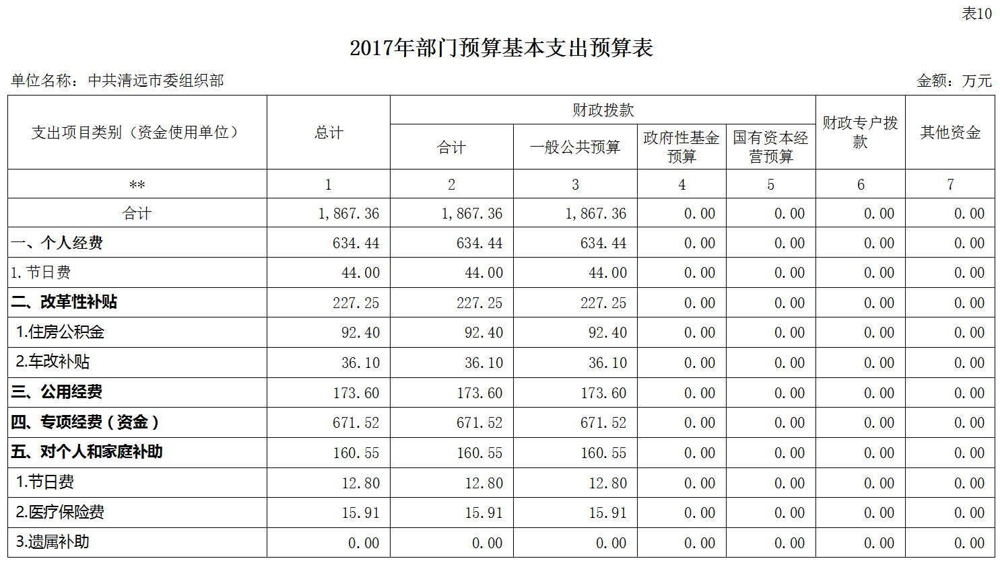 表10
2017年部门预算基本支出预算表
单位名称：中共清远市委组织部 金额：万元
支出项目类别（资金使用单位） 总计 财政拨款 财政专户拨款 其他资金
合计 一般公共预算 政府性基金预算 国有资本经营预算
** 1 2 3 4 5 6 7
合计 1,867.36 1,867.36 1,867.36 0.00 0.00 0.00 0.00
一、个人经费 634.44 634.44 634.44 0.00 0.00 0.00 0.00
1.节日费 44.00 44.00 44.00 0.00 0.00 0.00 0.00
二、改革性补贴 227.25 227.25 227.25 0.00 0.00 0.00 0.00
1.住房公积金 92.40 92.40 92.40 0.00 0.00 0.00 0.00
2.车改补贴 36.10 36.10 36.10 0.00 0.00 0.00 0.00
三、公用经费 173.60 173.60 173.60 0.00 0.00 0.00 0.00
四、专项经费（资金） 671.52 671.52 671.52 0.00 0.00 0.00 0.00
五、对个人和家庭补助 160.55 160.55 160.55 0.00 0.00 0.00 0.00
1.节日费 12.80 12.80 12.80 0.00 0.00 0.00 0.00
2.医疗保险费 15.91 15.91 15.91 0.00 0.00 0.00 0.00
3.遗属补助 0.00 0.00 0.00 0.00 0.00 0.00 0.00